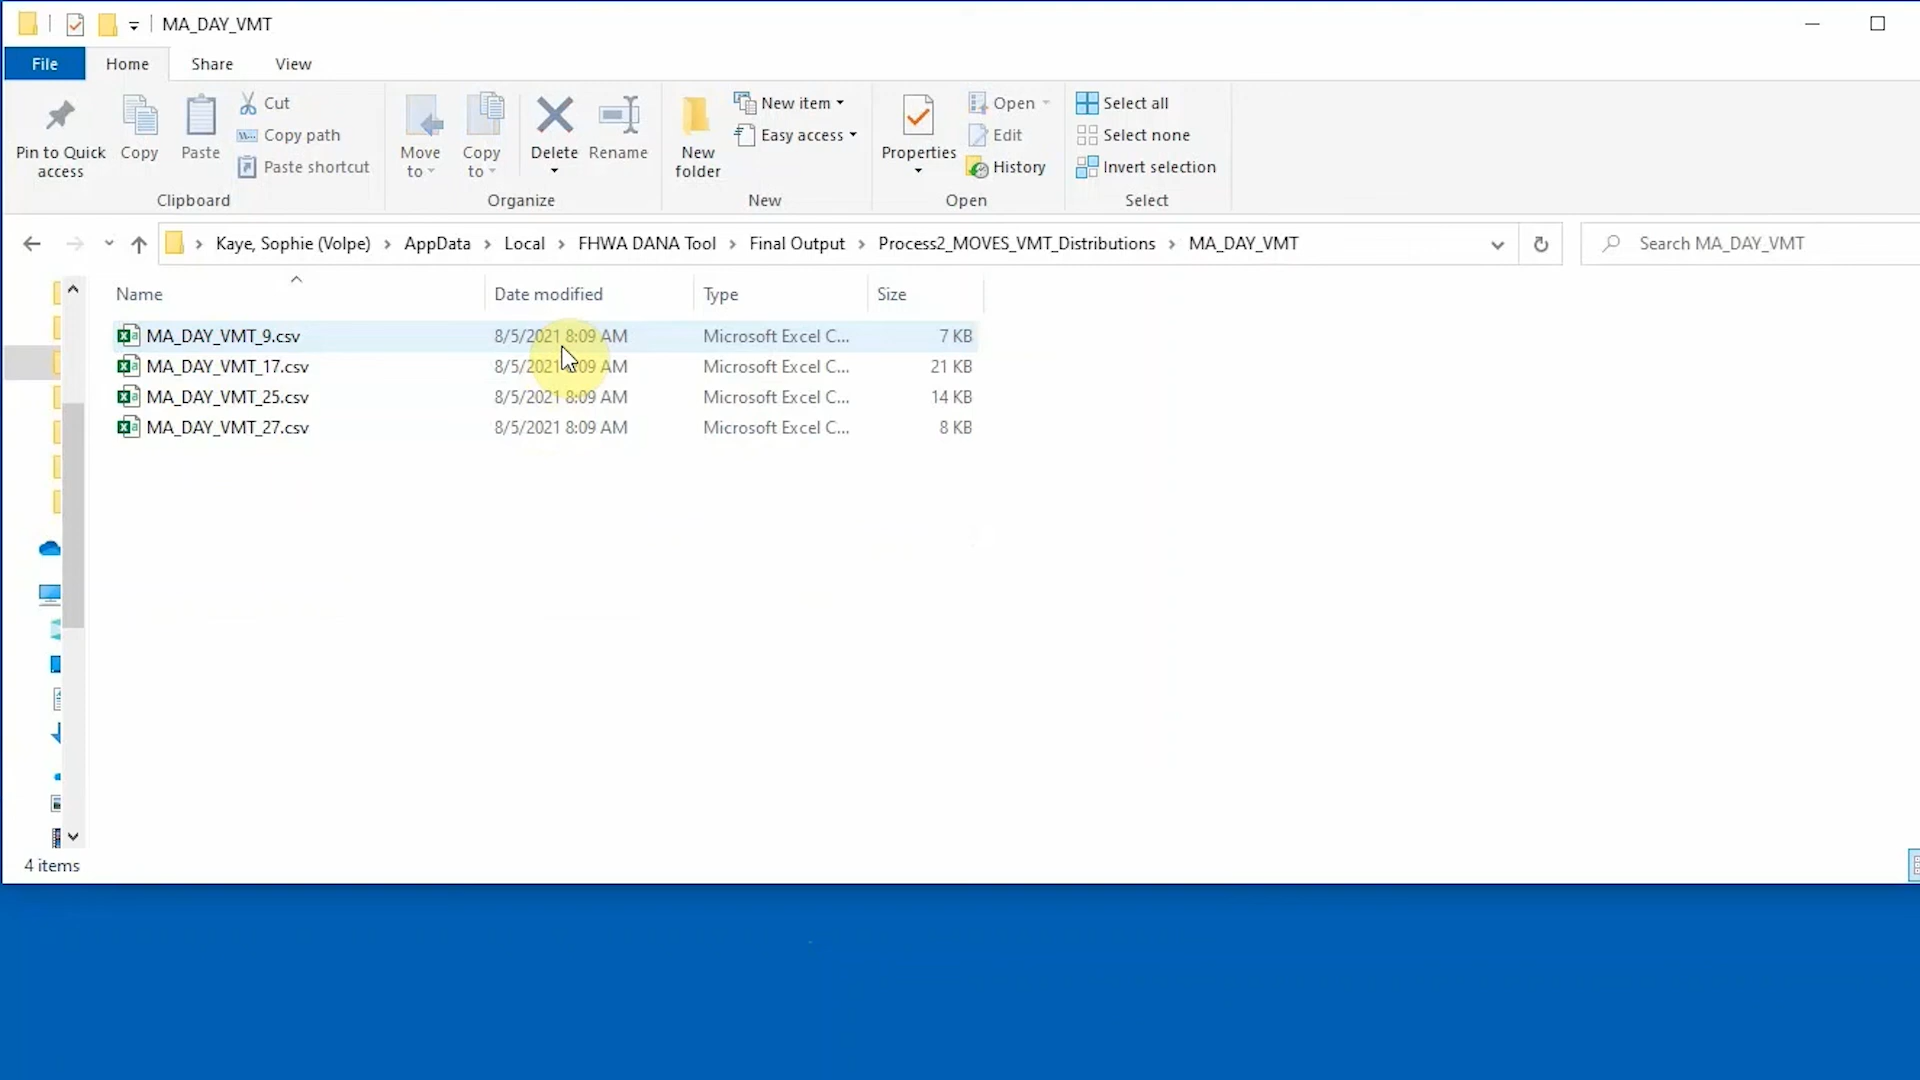 MA_DAY_VMT
File Home Share View
Pin to Quick access
Copy
Paste
Cut
Copy path
Paste shortcut
Clipboard
Move to
Copy to
Delete
Rename
Organize
New folder
New item
Easy access
New
Properties
Open
Edit
History
Open
Select all
Select none
Invert selection
Select
Kaye, Sophie (Volpe) › AppData › Local › FHWA DANA Tool › Final Output › Process2_MOVES_VMT_Distributions › MA_DAY_VMT
Search MA_DAY_VMT
Name Date modified Type Size
MA_DAY_VMT_9.csv 8/5/2021 8:09 AM Microsoft Excel C... 7 KB
MA_DAY_VMT_17.csv 8/5/2021 8:09 AM Microsoft Excel C... 21 KB
MA_DAY_VMT_25.csv 8/5/2021 8:09 AM Microsoft Excel C... 14 KB
MA_DAY_VMT_27.csv 8/5/2021 8:09 AM Microsoft Excel C... 8 KB
4 items